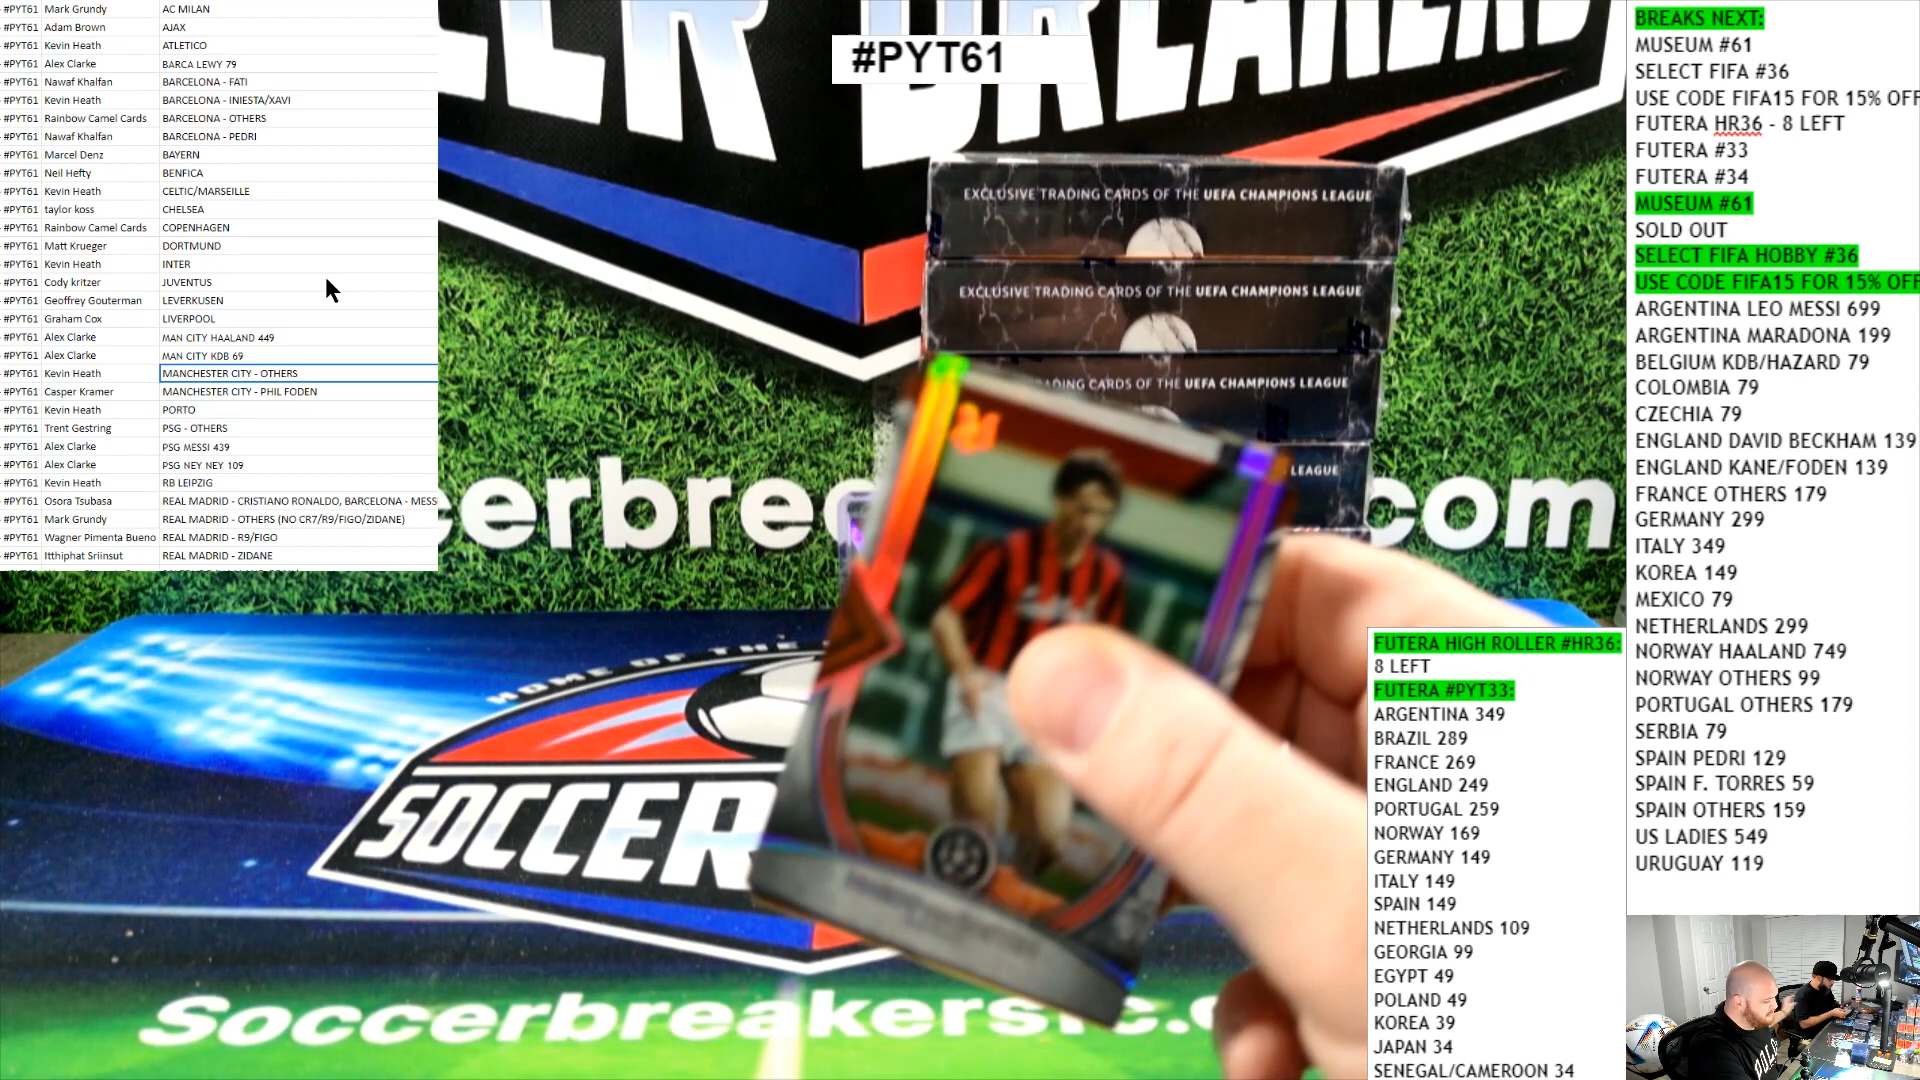 #PYT61 Mark Grundy AC MILAN
#PYT61 Adam Brown AJAX
#PYT61 Kevin Heath ATLETICO
#PYT61 Alex Clarke BARCA LEWY 79
#PYT61 Nawaf Khalfan BARCELONA - FATI
#PYT61 Kevin Heath BARCELONA - INIESTA/XAVI
#PYT61 Rainbow Camel Cards BARCELONA - OTHERS
#PYT61 Nawaf Khalfan BARCELONA - PEDRI
#PYT61 Marcel Denz BAYERN
#PYT61 Neil Hefty BENFICA
#PYT61 Kevin Heath CELTIC/MARSEILLE
#PYT61 taylor koss CHELSEA
#PYT61 Rainbow Camel Cards COPENHAGEN
#PYT61 Matt Krueger DORTMUND
#PYT61 Kevin Heath INTER
#PYT61 Cody kritzer JUVENTUS
#PYT61 Geoffrey Gouterman LEVERKUSEN
#PYT61 Graham Cox LIVERPOOL
#PYT61 Alex Clarke MAN CITY HAALAND 449
#PYT61 Alex Clarke MAN CITY KDB 69
#PYT61 Kevin Heath MANCHESTER CITY - OTHERS
#PYT61 Casper Kramer MANCHESTER CITY - PHIL FODEN
#PYT61 Kevin Heath PORTO
#PYT61 Trent Gestring PSG - OTHERS
#PYT61 Alex Clarke PSG MESSI 439
#PYT61 Alex Clarke PSG NEY NEY 109
#PYT61 Kevin Heath RB LEIPZIG
#PYT61 Osora Tsubasa REAL MADRID - CRISTIANO RONALDO, BARCELONA - MESS
#PYT61 Mark Grundy REAL MADRID - OTHERS (NO CR7/R9/FIGO/ZIDANE)
#PYT61 Wagner Pimenta Bueno REAL MADRID - R9/FIGO
#PYT61 Itthiphat Sriinsut REAL MADRID - ZIDANE
#PYT61
EXCLUSIVE TRADING CARDS OF THE UEFA CHAMPIONS LEAGUE
EXCLUSIVE TRADING CARDS OF THE UEFA CHAMPIONS LEAGUE
ADING CARDS OF THE UEFA CHAMPIONS LEAGUE
LEAGUE
cerbrea com
HOME OF THE
SOCCER
Soccerbreakersfc.c
BREAKS NEXT:
MUSEUM #61
SELECT FIFA #36
USE CODE FIFA15 FOR 15% OFF
FUTERA HR36 - 8 LEFT
FUTERA #33
FUTERA #34
MUSEUM #61
SOLD OUT
SELECT FIFA HOBBY #36
USE CODE FIFA15 FOR 15% OFF
ARGENTINA LEO MESSI 699
ARGENTINA MARADONA 199
BELGIUM KDB/HAZARD 79
COLOMBIA 79
CZECHIA 79
ENGLAND DAVID BECKHAM 139
ENGLAND KANE/FODEN 139
FRANCE OTHERS 179
GERMANY 299
ITALY 349
KOREA 149
MEXICO 79
NETHERLANDS 299
NORWAY HAALAND 749
NORWAY OTHERS 99
PORTUGAL OTHERS 179
SERBIA 79
SPAIN PEDRI 129
SPAIN F. TORRES 59
SPAIN OTHERS 159
US LADIES 549
URUGUAY 119
FUTERA HIGH ROLLER #HR36:
8 LEFT
FUTERA #PYT33:
ARGENTINA 349
BRAZIL 289
FRANCE 269
ENGLAND 249
PORTUGAL 259
NORWAY 169
GERMANY 149
ITALY 149
SPAIN 149
NETHERLANDS 109
GEORGIA 99
EGYPT 49
POLAND 49
KOREA 39
JAPAN 34
SENEGAL/CAMEROON 34